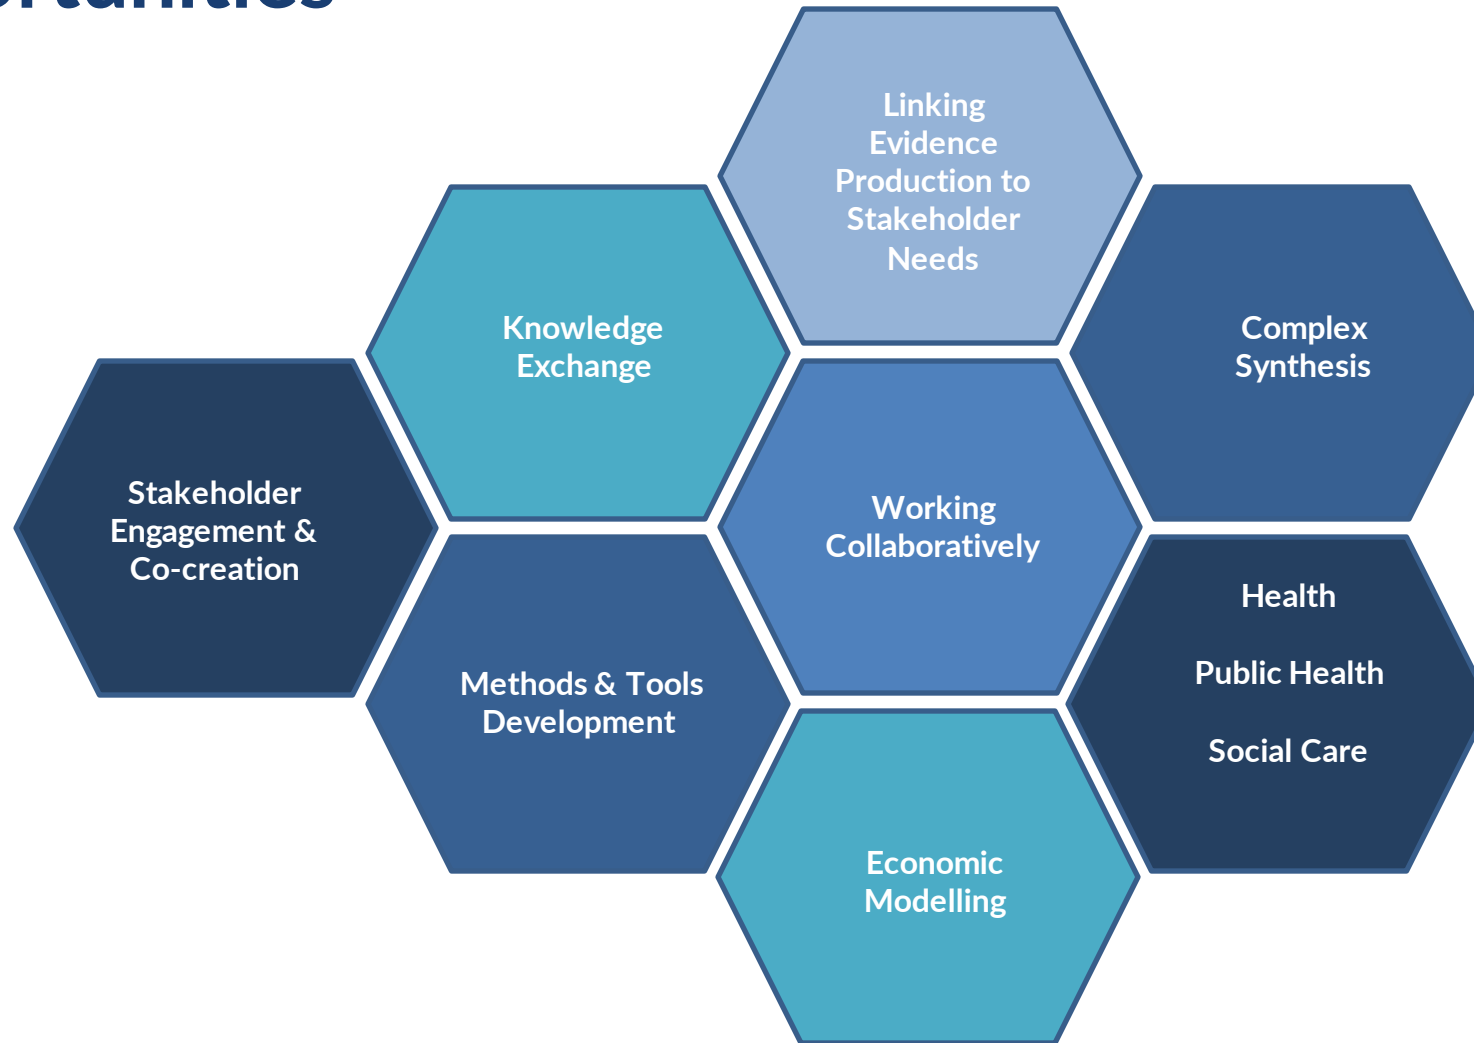 Linking
Evidence
Production to
Stakeholder
Needs
Knowledge
Exchange
Complex
Synthesis
Stakeholder
Engagement &
Co-creation
Working
Collaboratively
Health
Public Health
Social Care
Methods & Tools
Development
Economic
Modelling